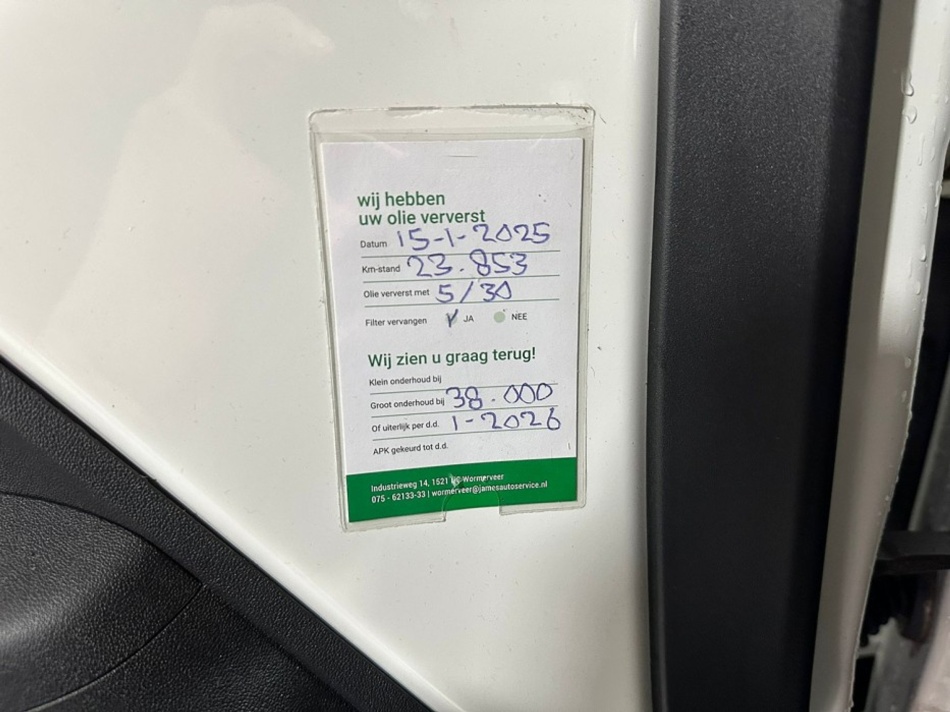 wij hebben
uw olie ververst
Datum 15-1-2025
Km-stand 23.853
Olie ververst met 5/30
Filter vervangen JA NEE
Wij zien u graag terug!
Klein onderhoud bij
Groot onderhoud bij 38.000
Of uiterlijk per d.d. 1-2026
APK gekeurd tot d.d.
Industrieweg 14, 1521 Wormerveer
075 - 62133-33 | wormerveer@jamesautoservice.nl